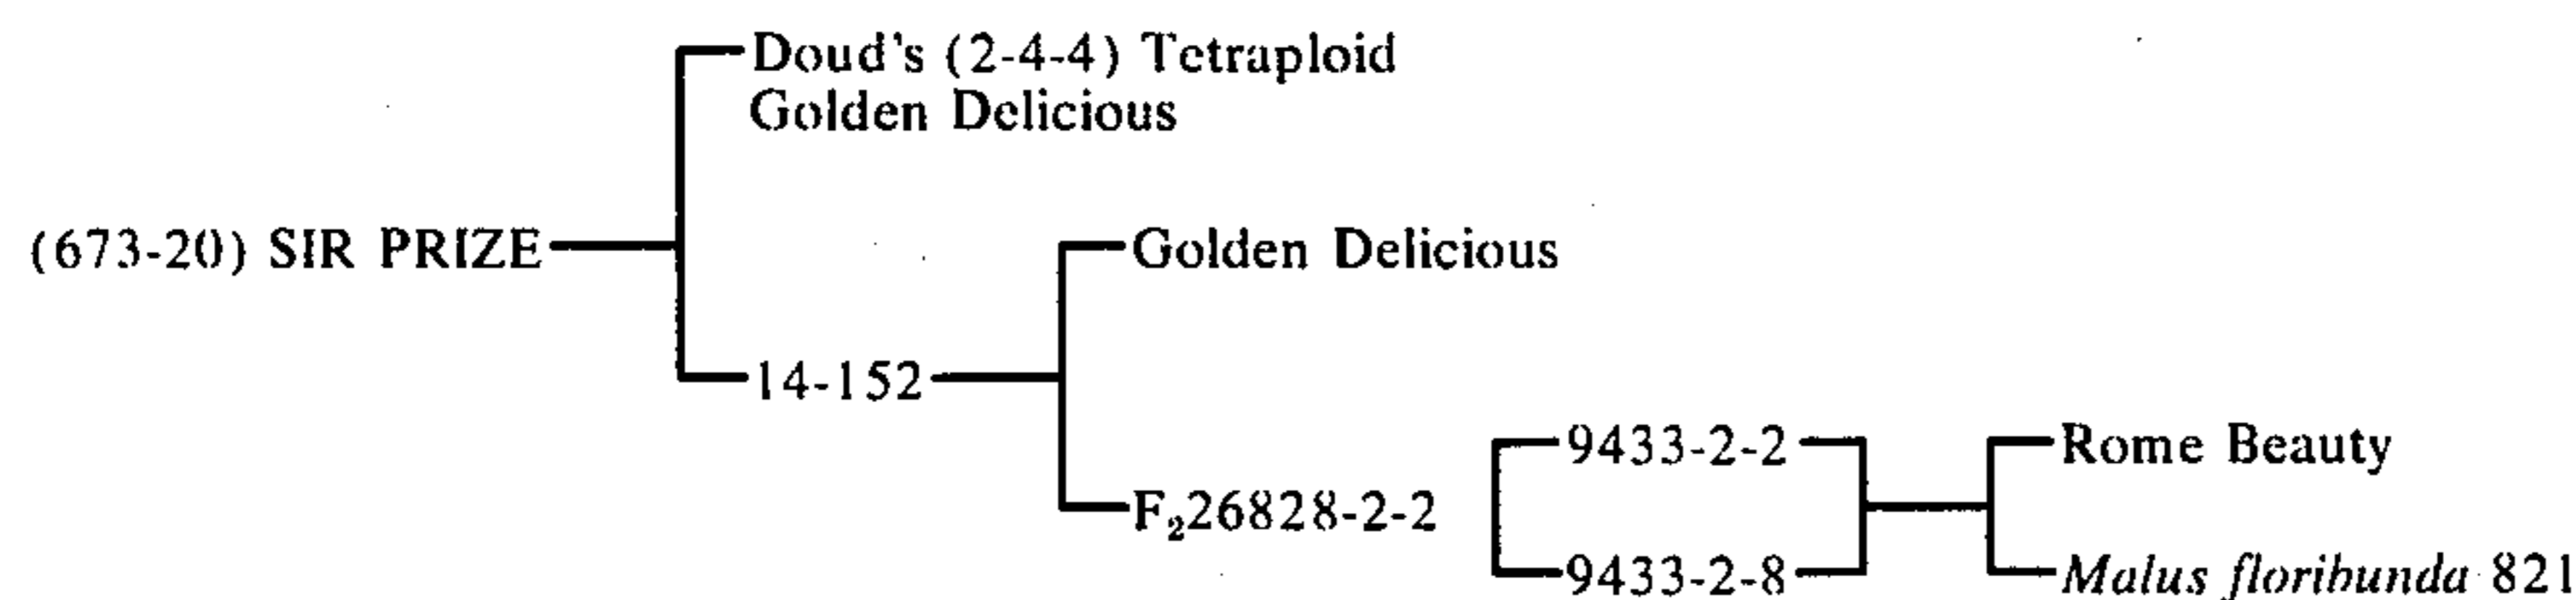 Doud's (2-4-4) Tetraploid
Golden Delicious
(673-20) SIR PRIZE
Golden Delicious
14-152
9433-2-2
Rome Beauty
F₂26828-2-2
9433-2-8
Malus floribunda 821